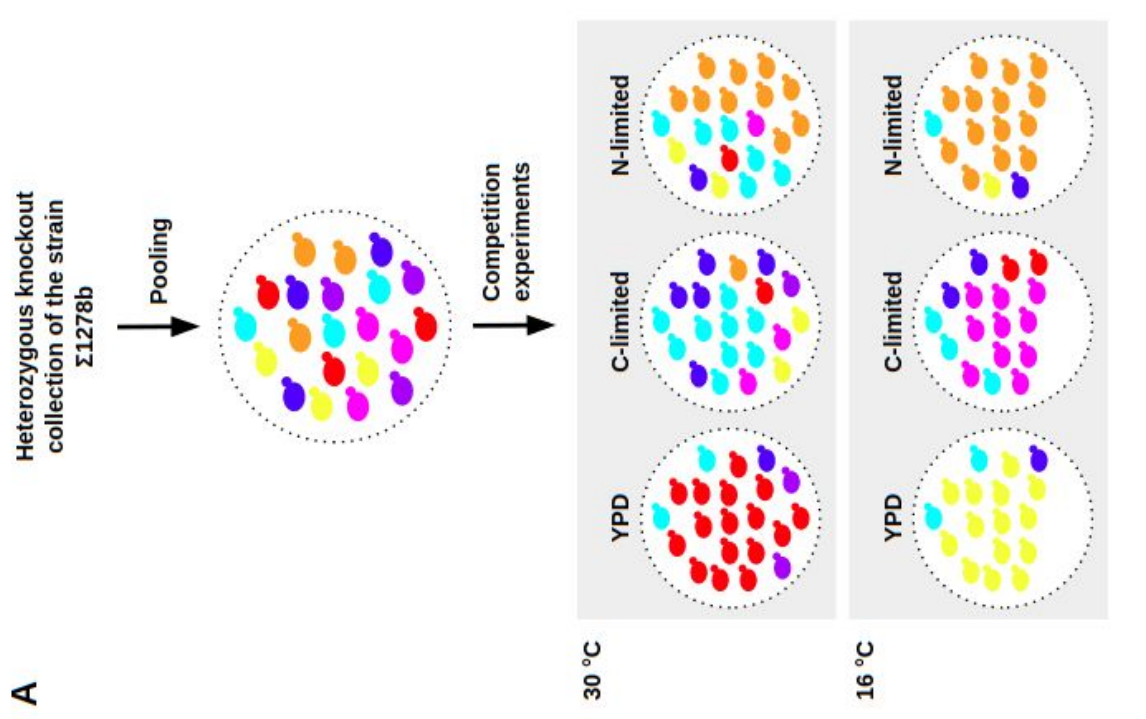 A
Heterozygous knockout
collection of the strain
Σ1278b
Pooling
Competition
experiments
30 °C
YPD
C-limited
N-limited
16 °C
YPD
C-limited
N-limited